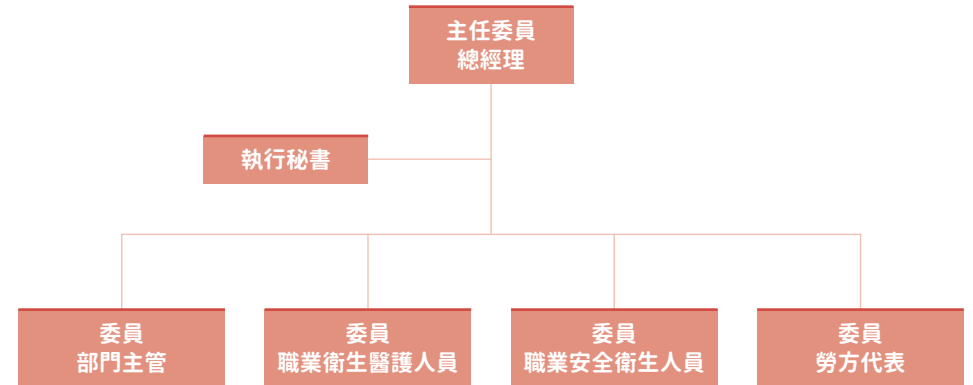 主任委員
總經理
執行秘書
委員
部門主管
委員
職業衛生醫護人員
委員
職業安全衛生人員
委員
勞方代表